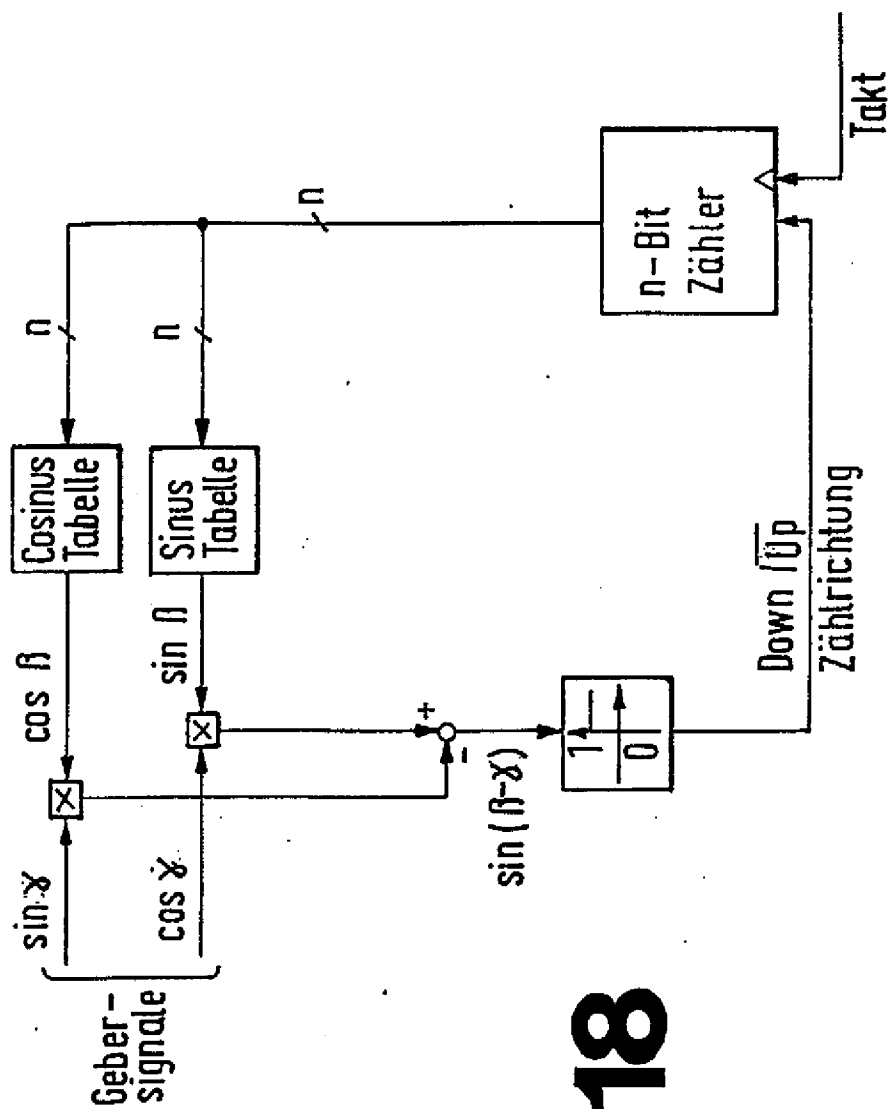 Geber-
signale
sin ɣ
cos ɣ
×
×
cos β
sin β
Cosinus
Tabelle
Sinus
Tabelle
n
n
n
+
-
sin(β-ɣ)
1
0
n-Bit
Zähler
Down /U̅p̅
Zählrichtung
Takt
18